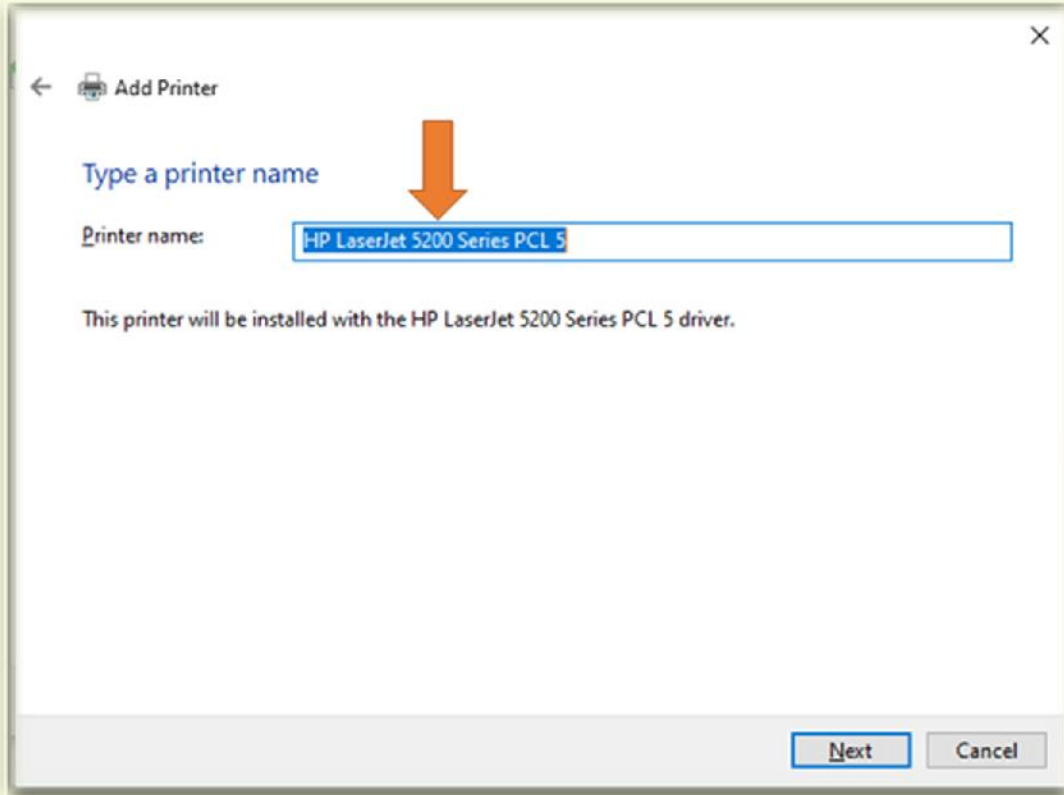 Add Printer
Type a printer name
Printer name: HP LaserJet 5200 Series PCL 5
This printer will be installed with the HP LaserJet 5200 Series PCL 5 driver.
Next Cancel